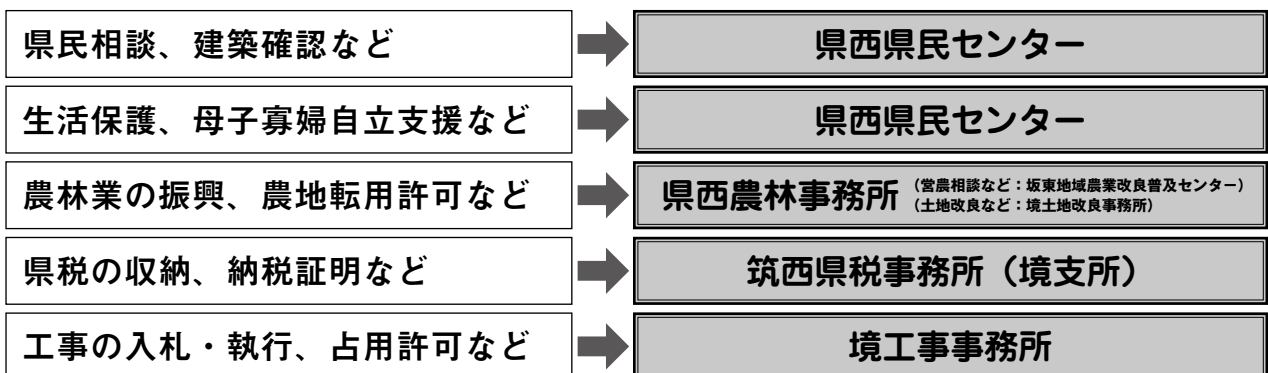 県民相談、建築確認など
県西県民センター
生活保護、母子寡婦自立支援など
県西県民センター
農林業の振興、農地転用許可など
県西農林事務所
(営農相談など:坂東地域農業改良普及センター)
(土地改良など:境土地改良事務所)
県税の収納、納税証明など
筑西県税事務所(境支所)
工事の入札・執行、占用許可など
境工事事務所